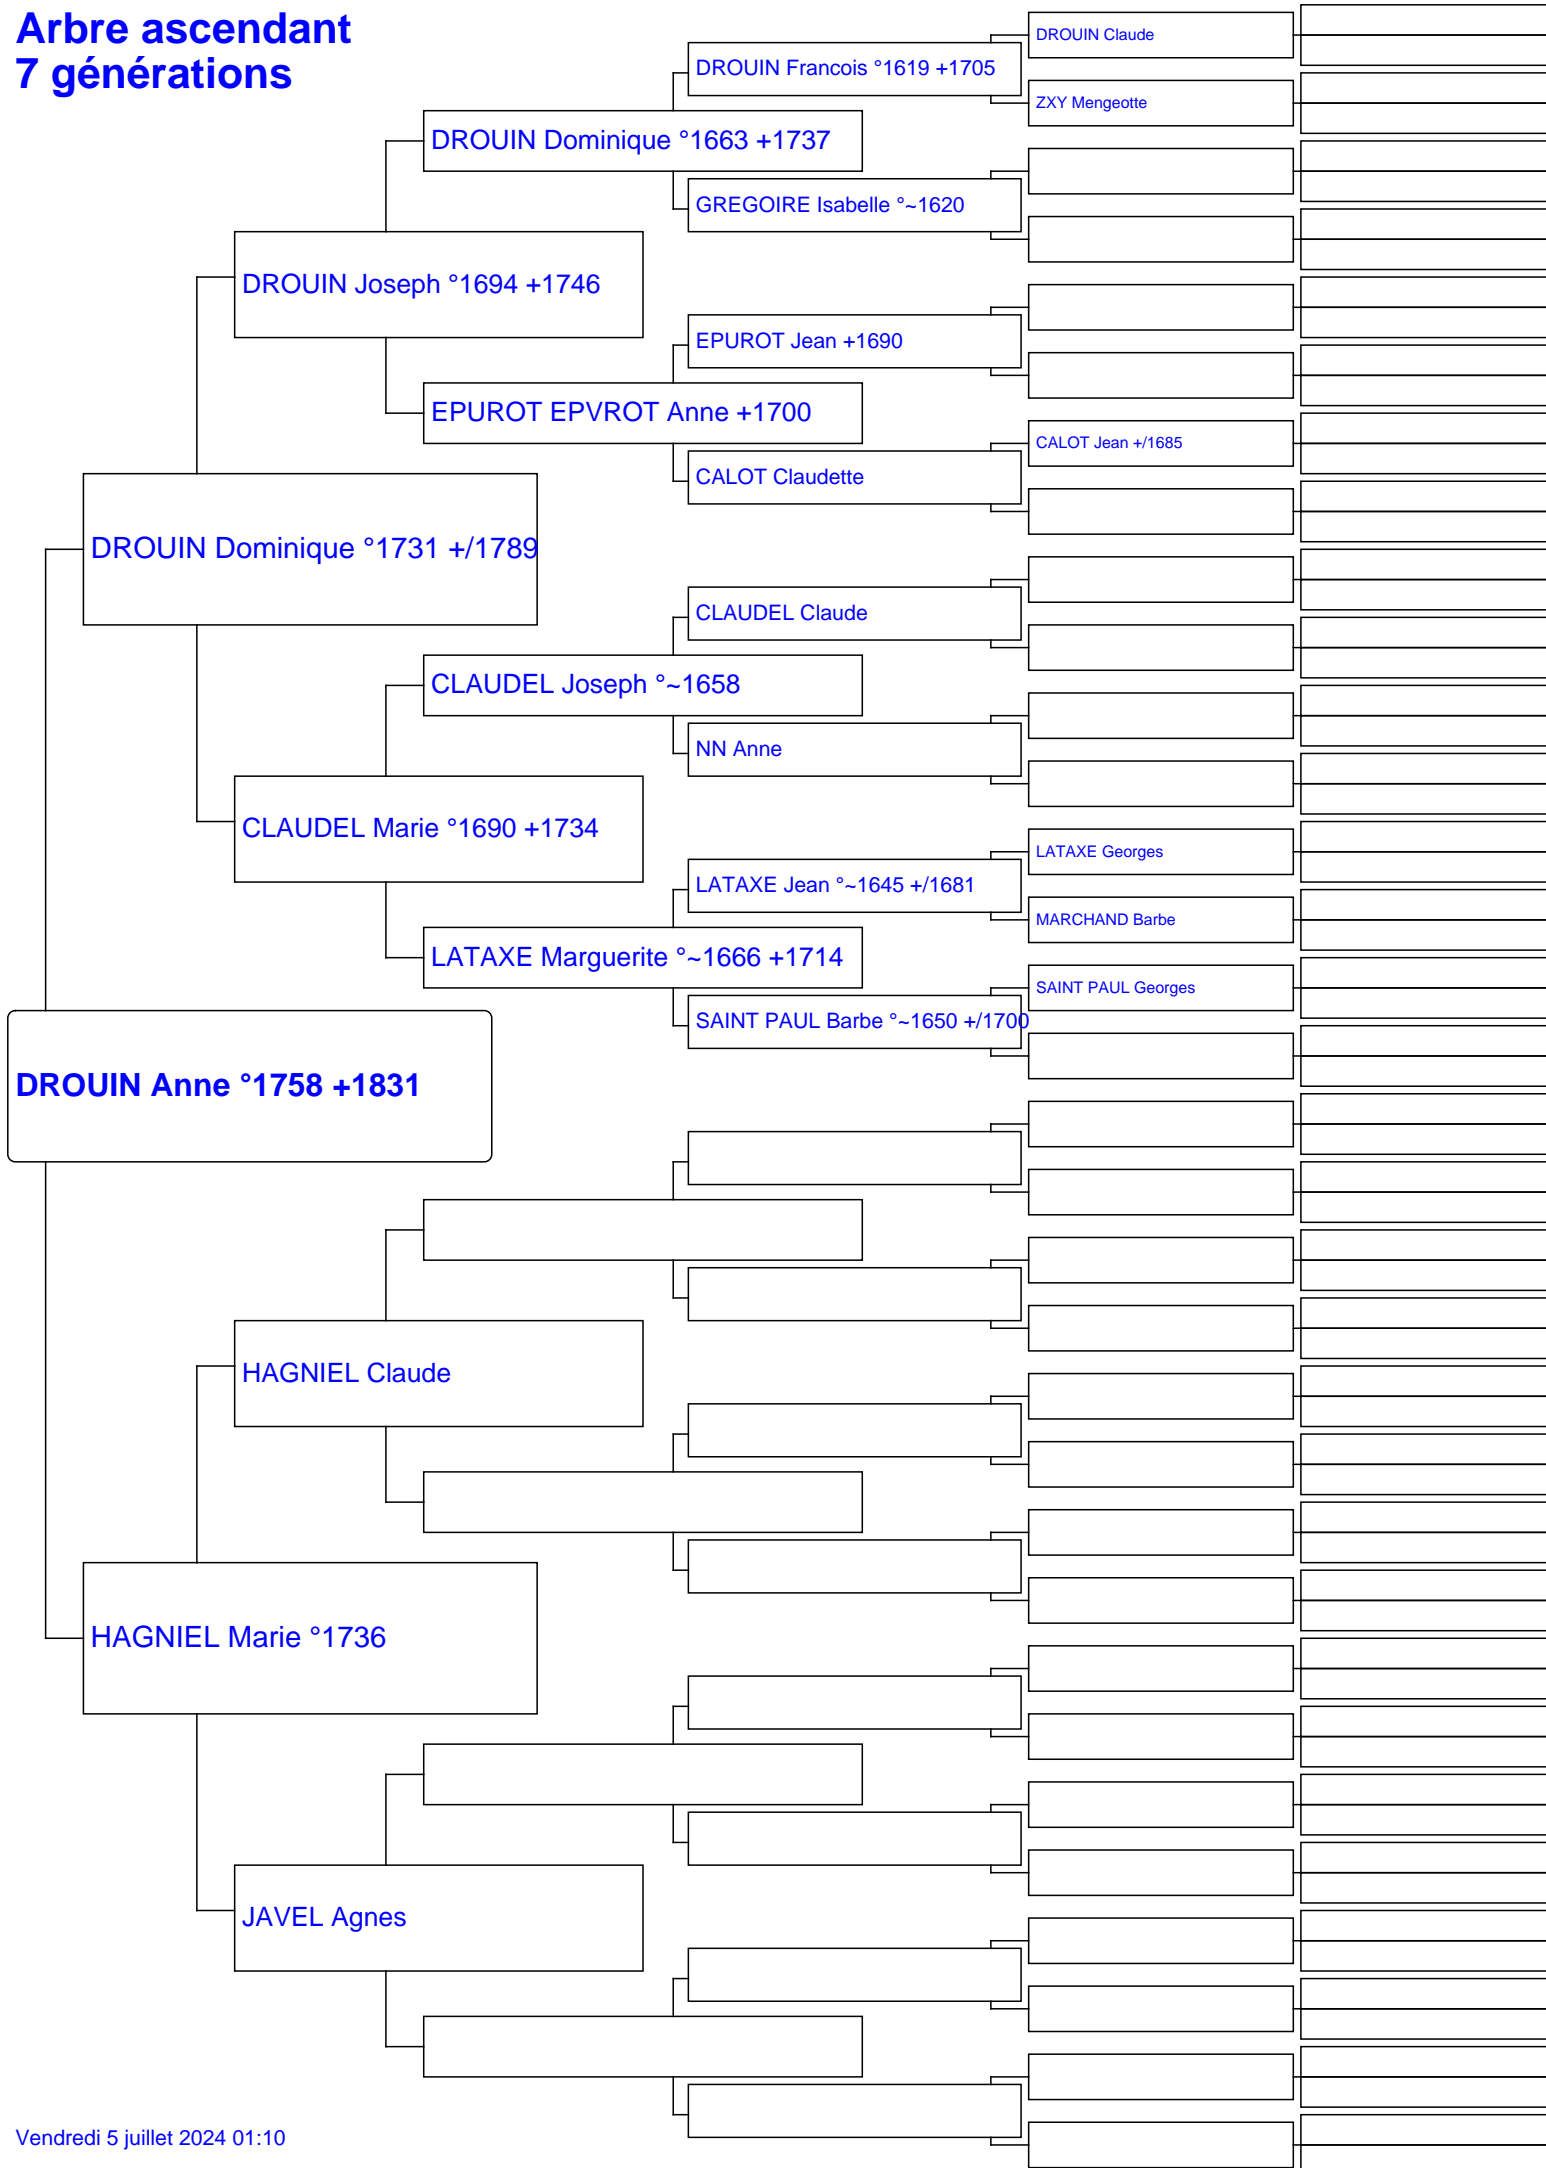 Arbre ascendant
7 générations
DROUIN Claude
DROUIN Francois °1619 +1705
ZXY Mengeotte
DROUIN Dominique °1663 +1737
GREGOIRE Isabelle °~1620
DROUIN Joseph °1694 +1746
EPUROT Jean +1690
EPUROT EPVROT Anne +1700
CALOT Jean +/1685
CALOT Claudette
DROUIN Dominique °1731 +/1789
CLAUDEL Claude
CLAUDEL Joseph °~1658
NN Anne
CLAUDEL Marie °1690 +1734
LATAXE Georges
LATAXE Jean °~1645 +/1681
MARCHAND Barbe
LATAXE Marguerite °~1666 +1714
SAINT PAUL Georges
SAINT PAUL Barbe °~1650 +/1700
DROUIN Anne °1758 +1831
HAGNIEL Claude
HAGNIEL Marie °1736
JAVEL Agnes
Vendredi 5 juillet 2024 01:10